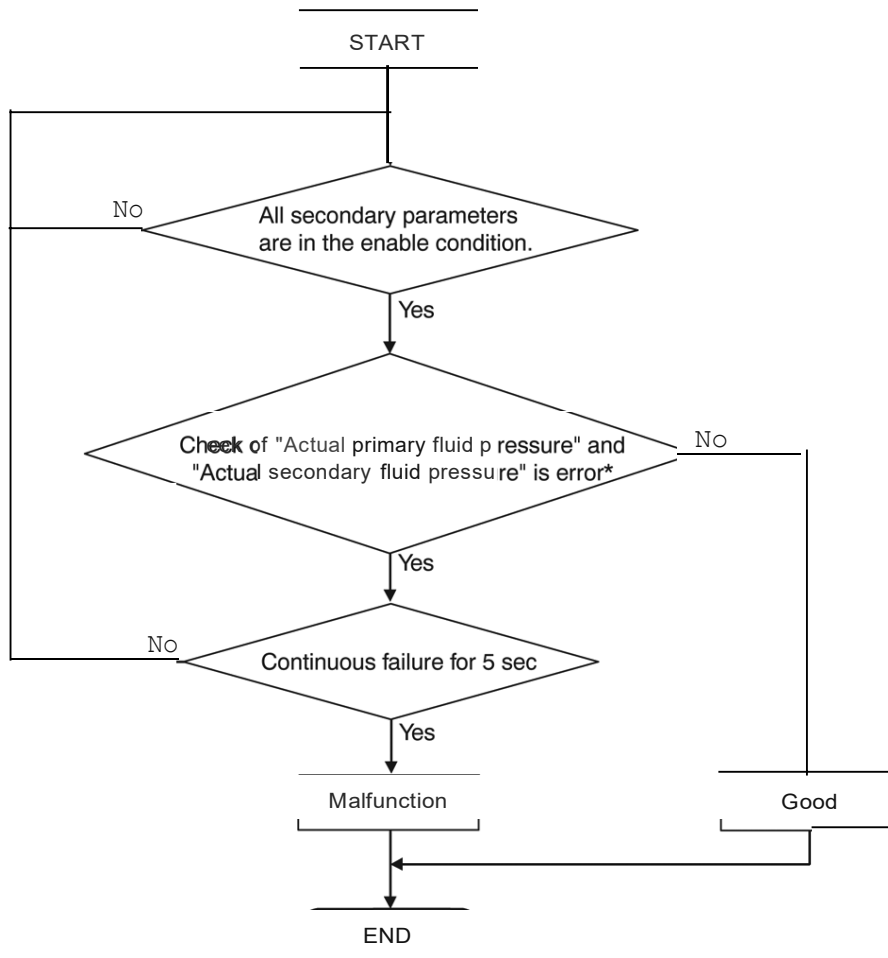 START
No
All secondary parameters
are in the enable condition.
Yes
Check of "Actual primary fluid p ressure" and
"Actual secondary fluid pressure" is error*
No
Yes
No
Continuous failure for 5 sec
Yes
Malfunction
Good
END